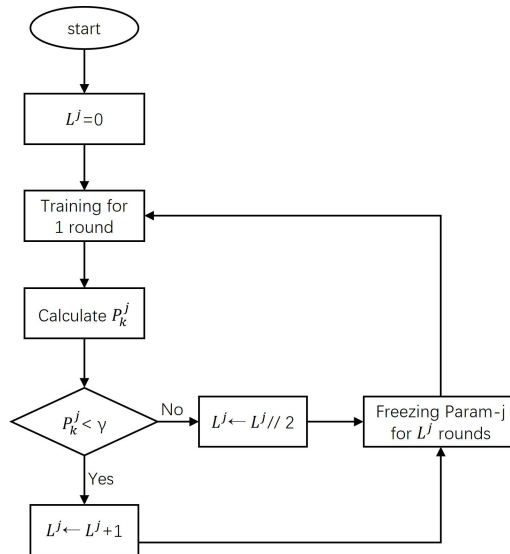 start
L^j=0
Training for
1 round
Calculate P_k^j
P_k^j< γ
No
L^j← L^j// 2
Freezing Param-j
for L^j rounds
Yes
L^j← L^j+1